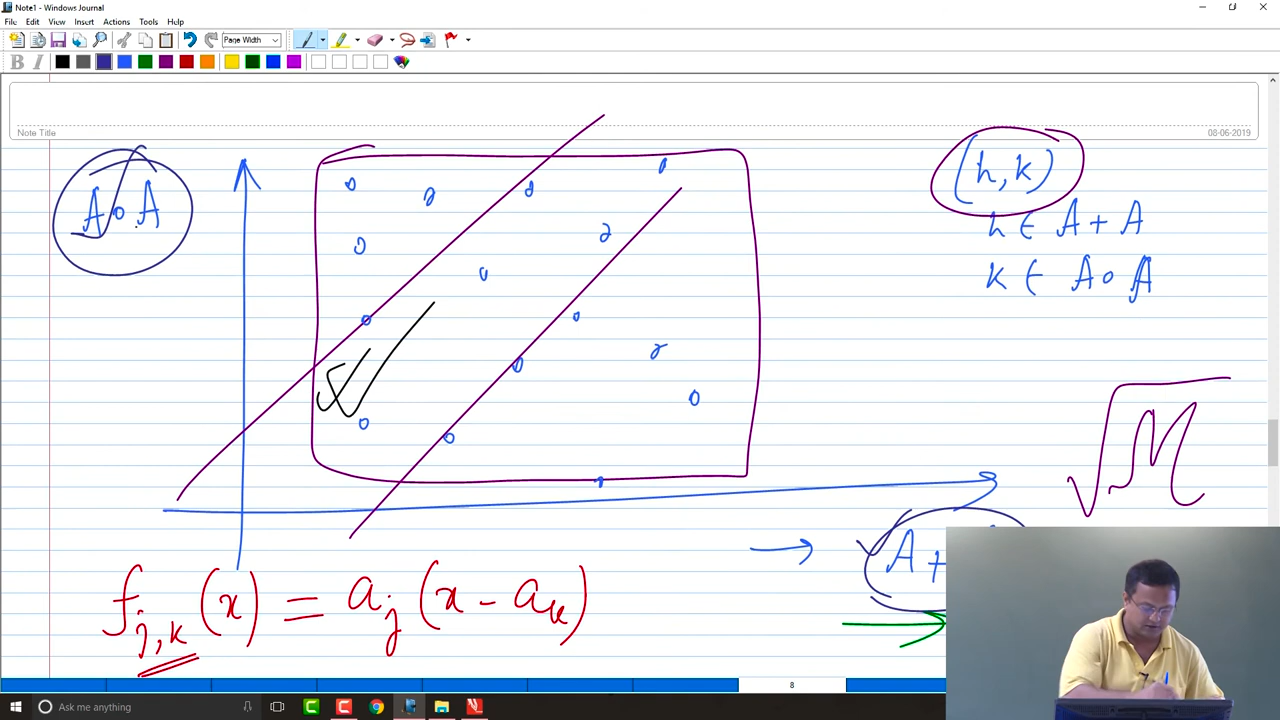 Note1 - Windows Journal
File Edit View Insert Actions Tools Help
Page Width
B I
Note Title
08-06-2019
A o A
(h, k)
h ∈ A + A
k ∈ A o A
→ A +
f_{j,k}(x) = a_j (x - a_k)
8
Ask me anything